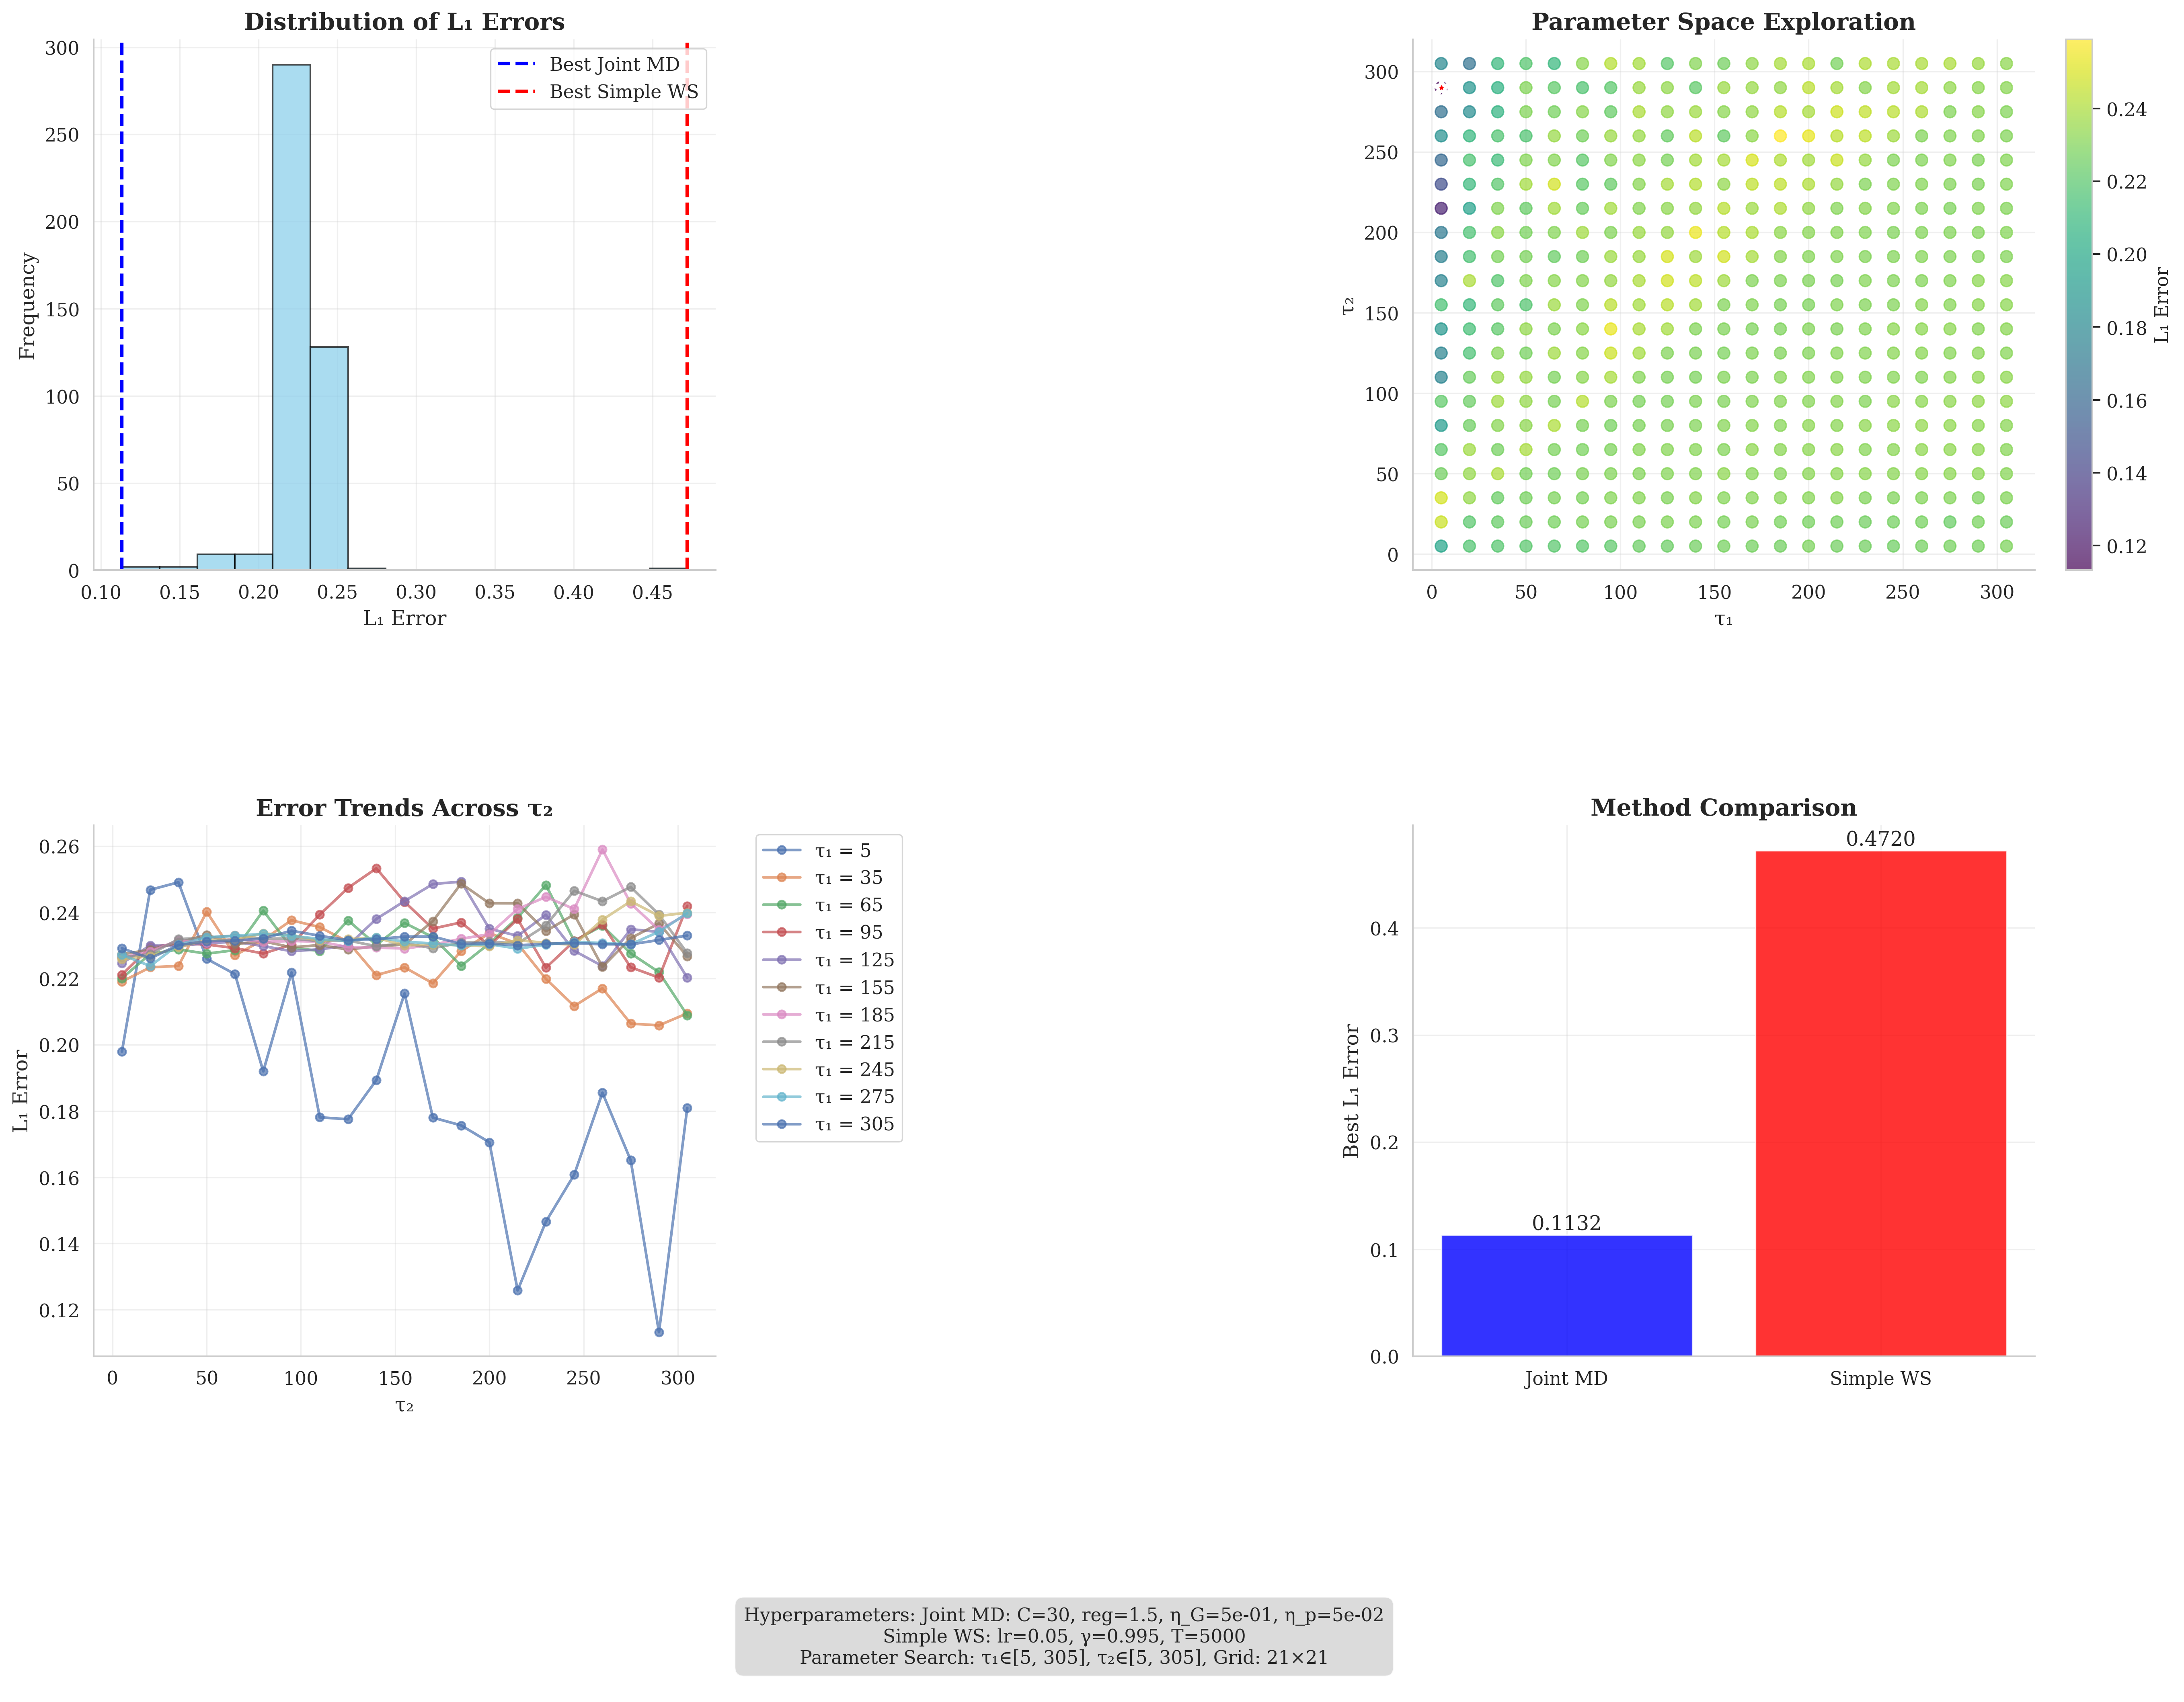 Distribution of L₁ Errors
300
250
200
150
100
50
0
Frequency
0.10 0.15 0.20 0.25 0.30 0.35 0.40 0.45
L₁ Error
Best Joint MD
Best Simple WS
Parameter Space Exploration
300
250
200
150
100
50
0
τ₂
0 50 100 150 200 250 300
τ₁
0.24
0.22
0.20
0.18
0.16
0.14
0.12
L₁ Error
Error Trends Across τ₂
0.26
0.24
0.22
0.20
0.18
0.16
0.14
0.12
L₁ Error
0 50 100 150 200 250 300
τ₂
τ₁ = 5
τ₁ = 35
τ₁ = 65
τ₁ = 95
τ₁ = 125
τ₁ = 155
τ₁ = 185
τ₁ = 215
τ₁ = 245
τ₁ = 275
τ₁ = 305
Method Comparison
0.4720
0.1132
0.4
0.3
0.2
0.1
0.0
Best L₁ Error
Joint MD Simple WS
Hyperparameters: Joint MD: C=30, reg=1.5, η_G=5e-01, η_p=5e-02
Simple WS: lr=0.05, γ=0.995, T=5000
Parameter Search: τ₁∈[5, 305], τ₂∈[5, 305], Grid: 21×21